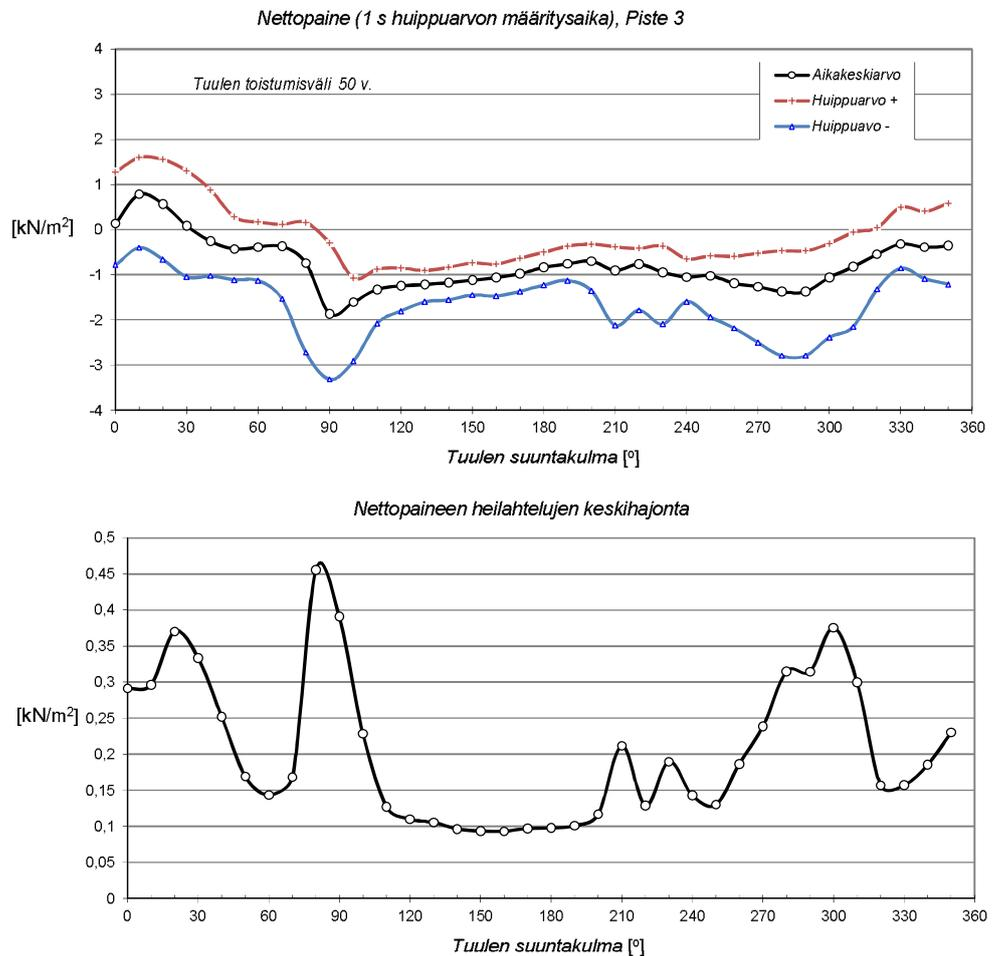 Nettopaine (1 s huippuarvon määritysaika), Piste 3
4
3
2
1
0
-1
-2
-3
-4
[kN/m²]
Tuulen toistumisväli 50 v.
Aikakeskiarvo
Huippuarvo +
Huippuavo -
0 30 60 90 120 150 180 210 240 270 300 330 360
Tuulen suuntakulma [º]
Nettopaineen heilahtelujen keskihajonta
0,5
0,45
0,4
0,35
0,3
[kN/m²] 0,25
0,2
0,15
0,1
0,05
0
0 30 60 90 120 150 180 210 240 270 300 330 360
Tuulen suuntakulma [º]